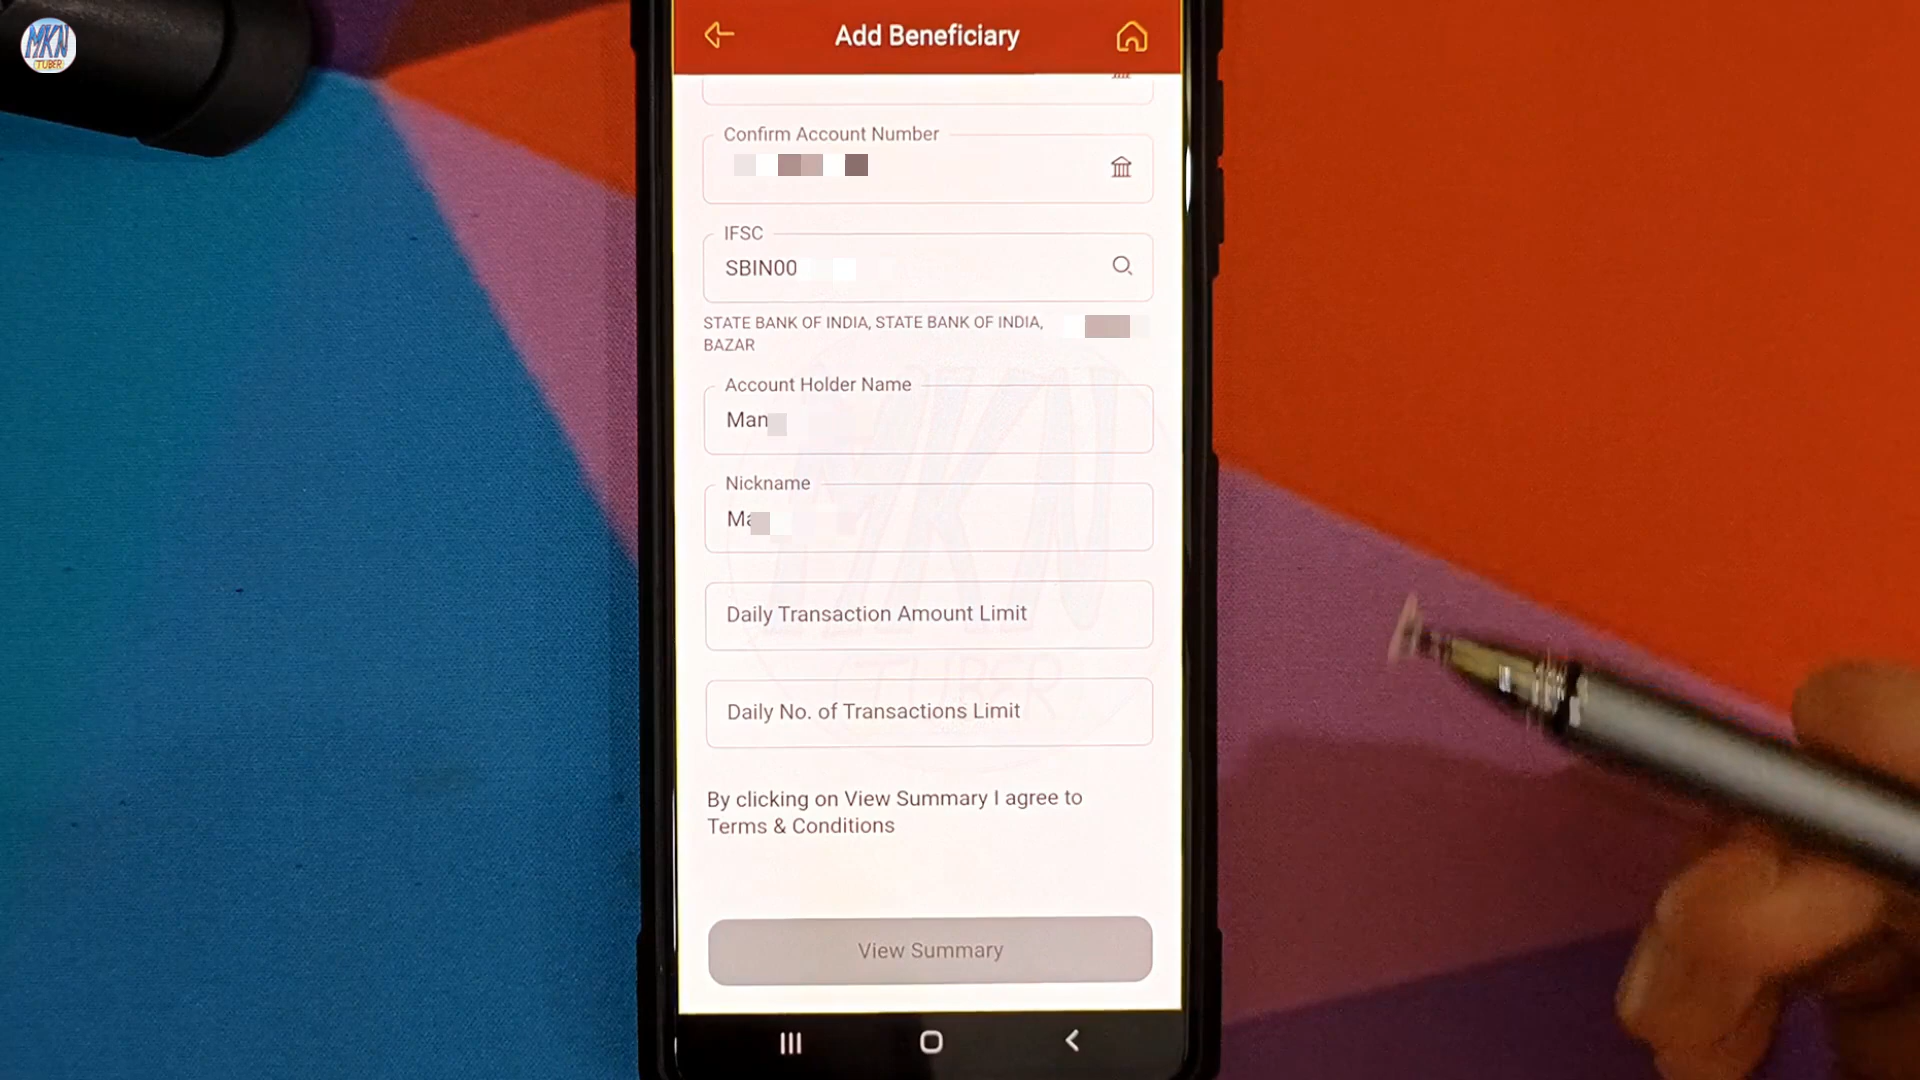 MKN
TUBER
Add Beneficiary
Confirm Account Number
IFSC
SBIN00
STATE BANK OF INDIA, STATE BANK OF INDIA,
BAZAR
Account Holder Name
Man
Nickname
Ma
Daily Transaction Amount Limit
Daily No. of Transactions Limit
By clicking on View Summary I agree to
Terms & Conditions
View Summary
MKN
TUBER